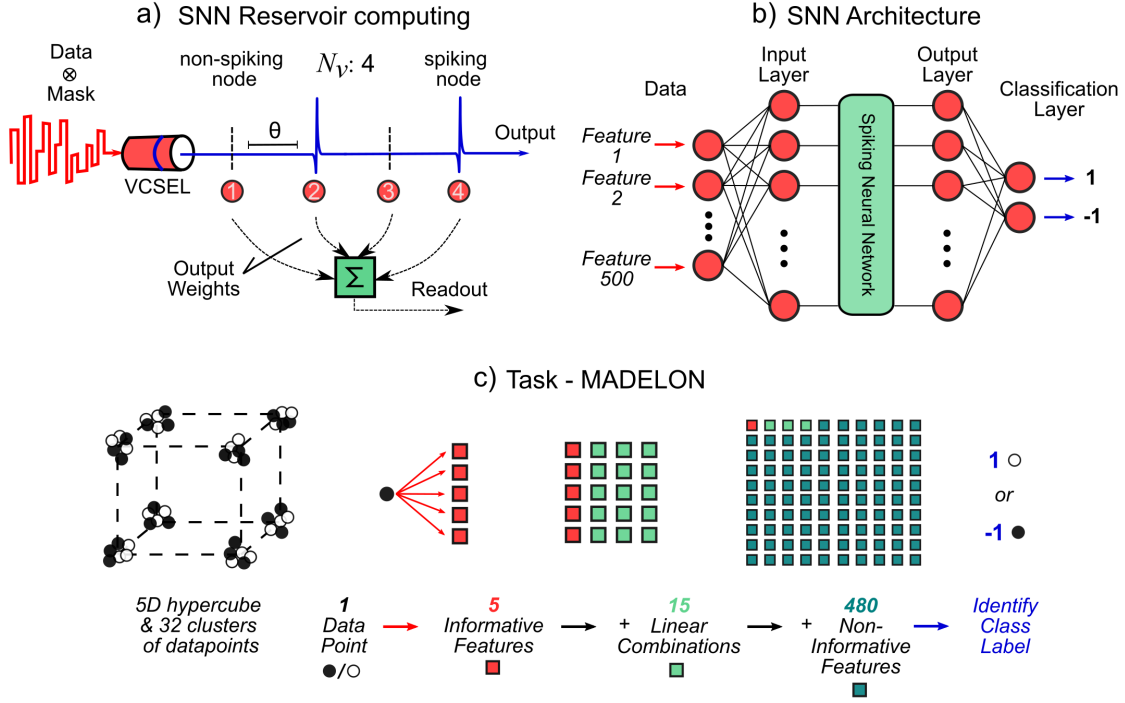 a) SNN Reservoir computing
Data
⊗
Mask
non-spiking
node
N𝑣: 4
spiking
node
θ
Output
VCSEL
1
2
3
4
Output
Weights
Σ
Readout
b) SNN Architecture
Data
Input
Layer
Output
Layer
Classification
Layer
Feature
1
Feature
2
Feature
500
Spiking Neural Network
1
-1
c) Task - MADELON
1
or
-1
5D hypercube
& 32 clusters
of datapoints
1
Data
Point
/
5
Informative
Features
15
+ Linear
Combinations
480
+ Non-
Informative
Features
Identify
Class
Label